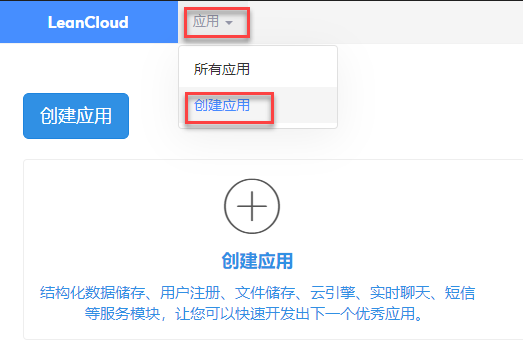 LeanCloud
应用
所有应用
创建应用
创建应用
创建应用
结构化数据储存、用户注册、文件储存、云引擎、实时聊天、短信
等服务模块，让您可以快速开发出下一个优秀应用。